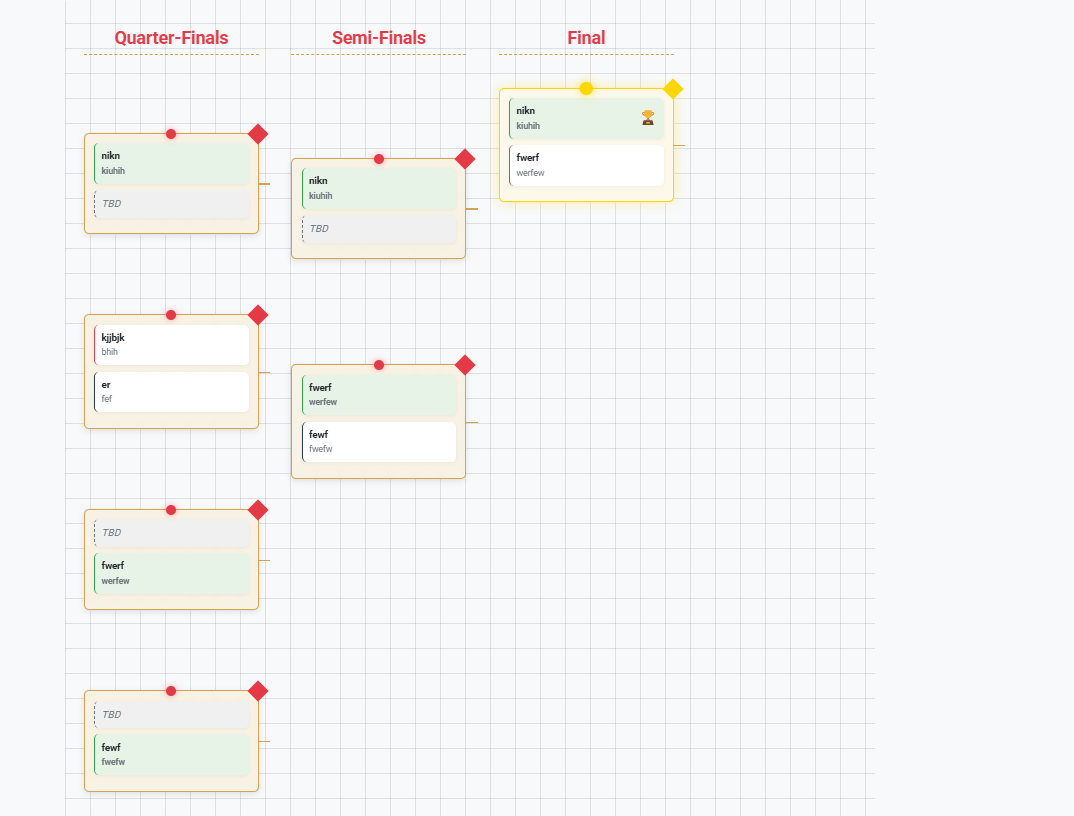 Quarter-Finals
Semi-Finals
Final
nikn
kiuhih
TBD
kjjbjk
bhih
er
fef
TBD
fwerf
werfew
TBD
fewf
fwefw
nikn
kiuhih
TBD
fwerf
werfew
fewf
fwefw
nikn
kiuhih
fwerf
werfew